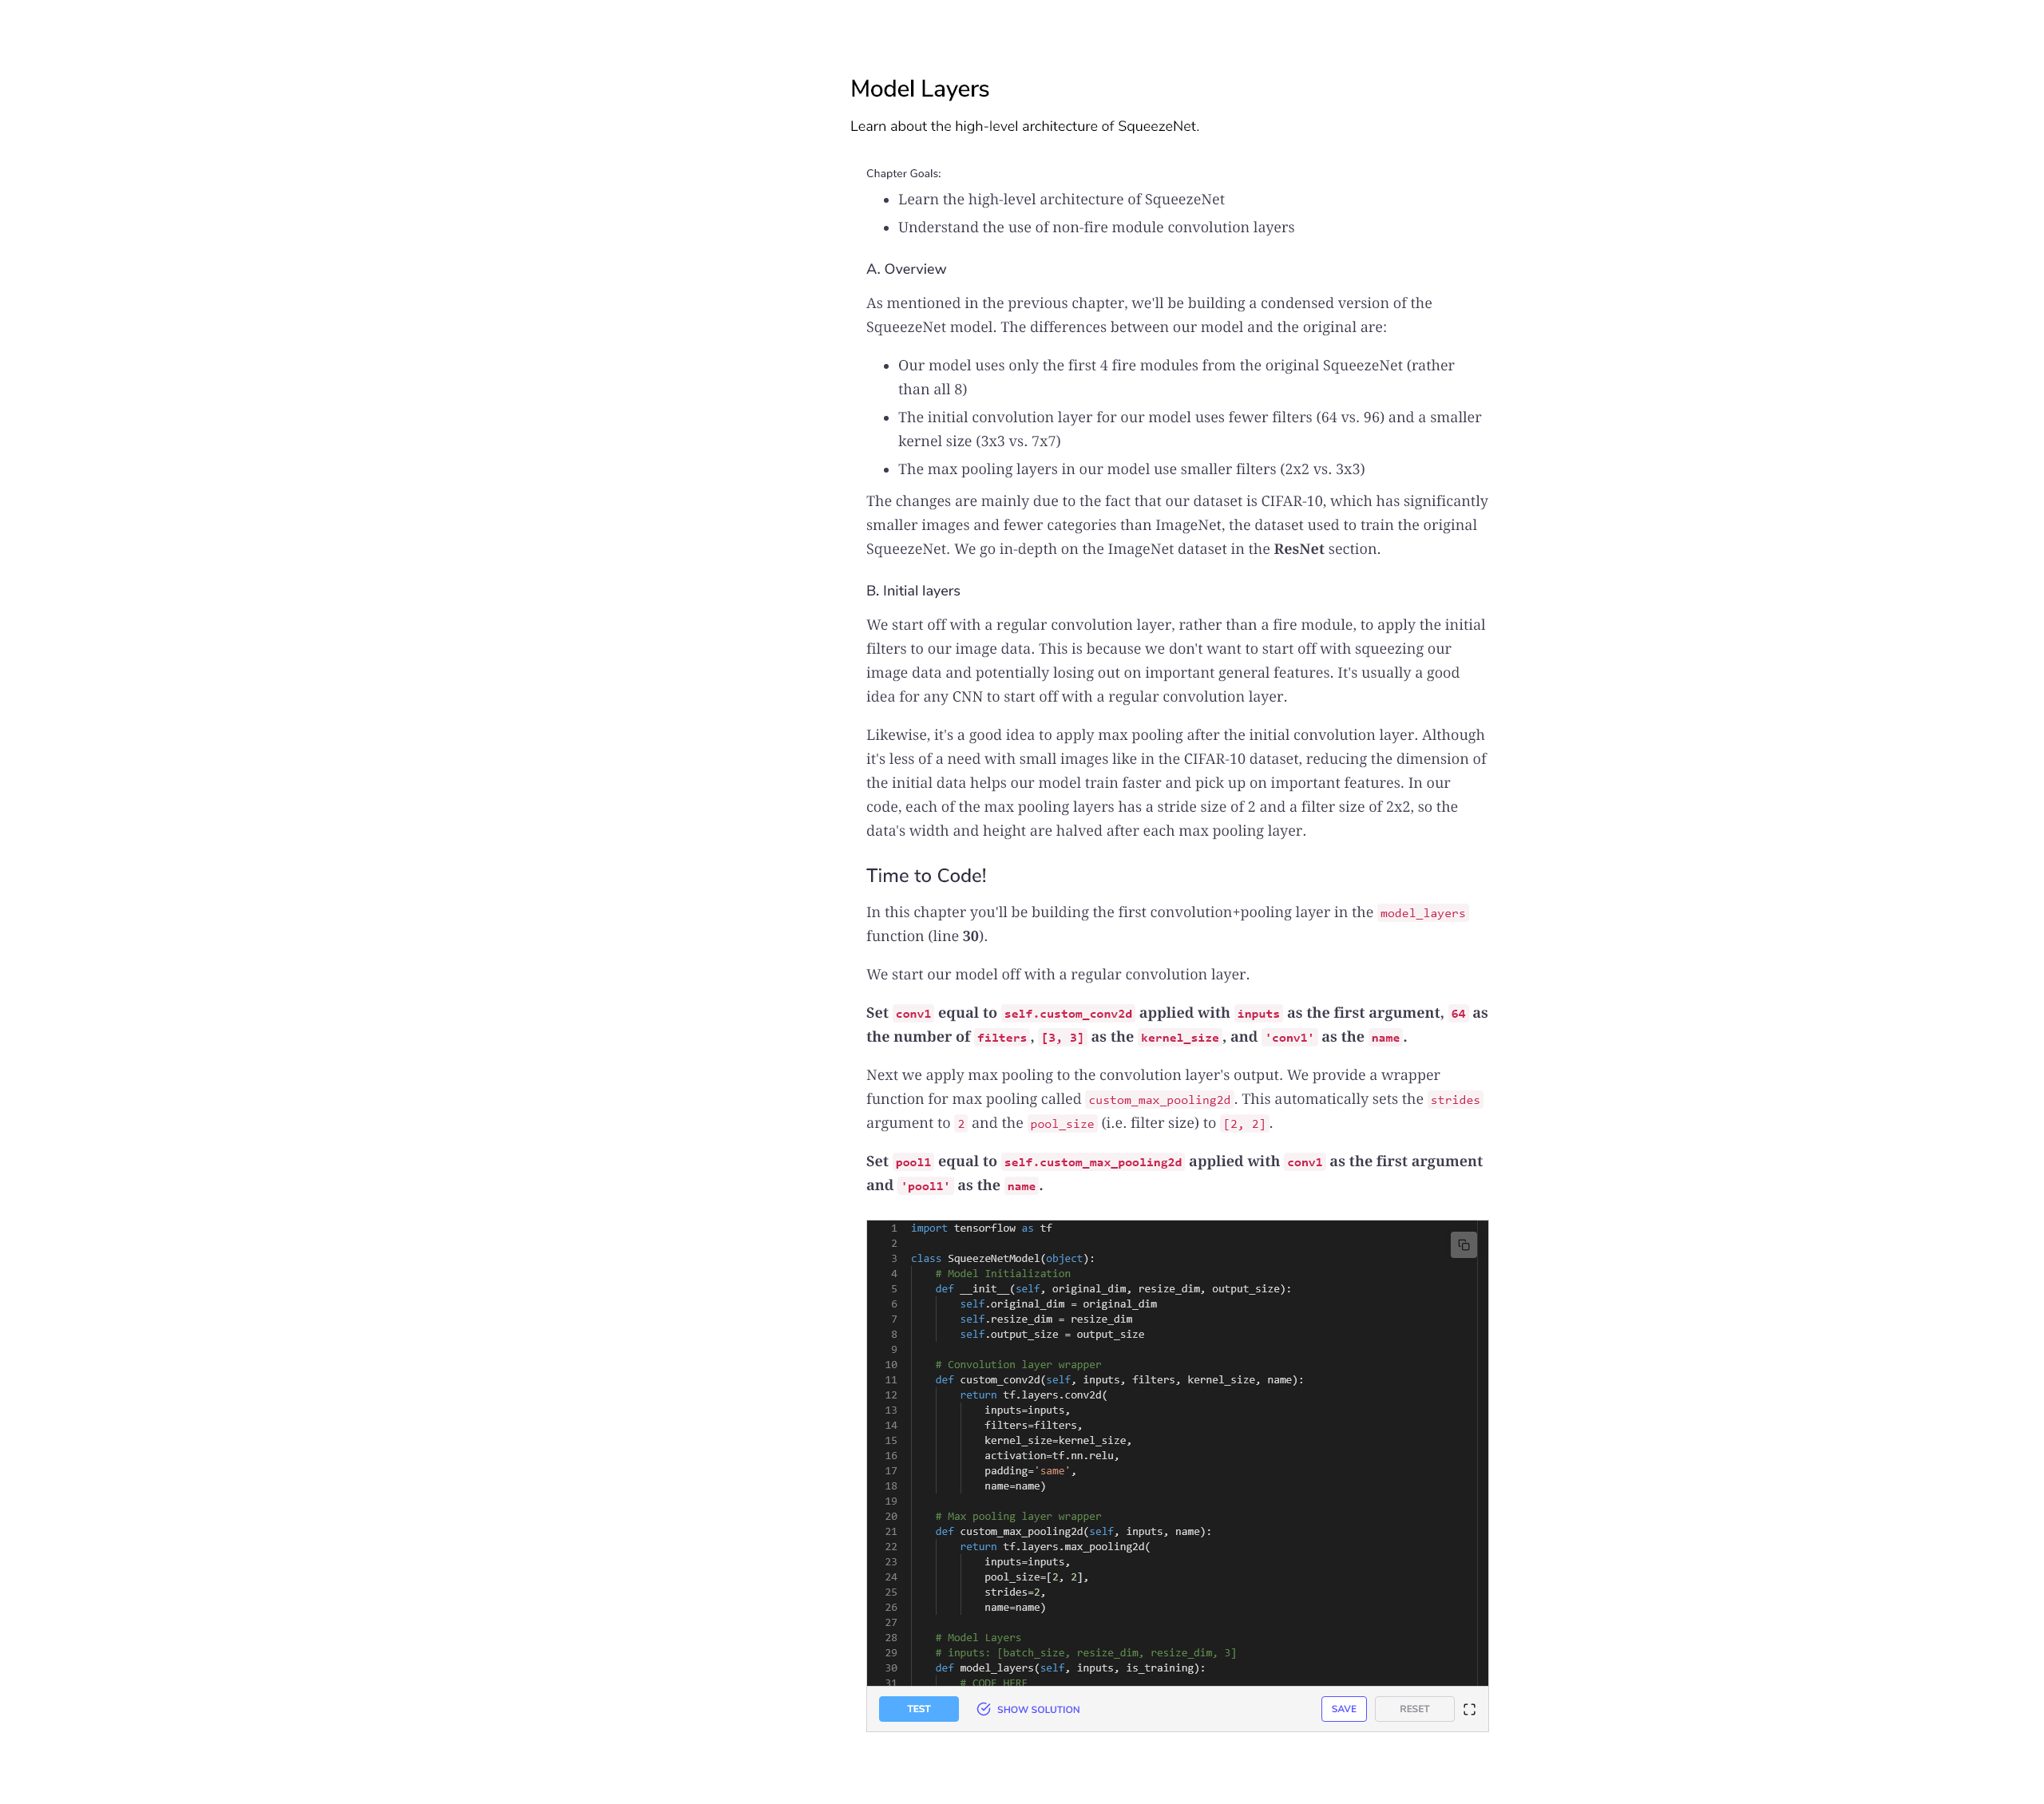 Model Layers
Learn about the high-level architecture of SqueezeNet.
Chapter Goals:
• Learn the high-level architecture of SqueezeNet
• Understand the use of non-fire module convolution layers
A. Overview
As mentioned in the previous chapter, we'll be building a condensed version of the
SqueezeNet model. The differences between our model and the original are:
• Our model uses only the first 4 fire modules from the original SqueezeNet (rather
than all 8)
• The initial convolution layer for our model uses fewer filters (64 vs. 96) and a smaller
kernel size (3x3 vs. 7x7)
• The max pooling layers in our model use smaller filters (2x2 vs. 3x3)
The changes are mainly due to the fact that our dataset is CIFAR-10, which has significantly
smaller images and fewer categories than ImageNet, the dataset used to train the original
SqueezeNet. We go in-depth on the ImageNet dataset in the ResNet section.
B. Initial layers
We start off with a regular convolution layer, rather than a fire module, to apply the initial
filters to our image data. This is because we don't want to start off with squeezing our
image data and potentially losing out on important general features. It's usually a good
idea for any CNN to start off with a regular convolution layer.
Likewise, it's a good idea to apply max pooling after the initial convolution layer. Although
it's less of a need with small images like in the CIFAR-10 dataset, reducing the dimension of
the initial data helps our model train faster and pick up on important features. In our
code, each of the max pooling layers has a stride size of 2 and a filter size of 2x2, so the
data's width and height are halved after each max pooling layer.
Time to Code!
In this chapter you'll be building the first convolution+pooling layer in the model_layers
function (line 30).
We start our model off with a regular convolution layer.
Set conv1 equal to self.custom_conv2d applied with inputs as the first argument, 64 as
the number of filters, [3, 3] as the kernel_size, and 'conv1' as the name.
Next we apply max pooling to the convolution layer's output. We provide a wrapper
function for max pooling called custom_max_pooling2d. This automatically sets the strides
argument to 2 and the pool_size (i.e. filter size) to [2, 2].
Set pool1 equal to self.custom_max_pooling2d applied with conv1 as the first argument
and 'pool1' as the name.
1 import tensorflow as tf
2
3 class SqueezeNetModel(object):
4     # Model Initialization
5     def __init__(self, original_dim, resize_dim, output_size):
6         self.original_dim = original_dim
7         self.resize_dim = resize_dim
8         self.output_size = output_size
9
10     # Convolution layer wrapper
11     def custom_conv2d(self, inputs, filters, kernel_size, name):
12         return tf.layers.conv2d(
13             inputs=inputs,
14             filters=filters,
15             kernel_size=kernel_size,
16             activation=tf.nn.relu,
17             padding='same',
18             name=name)
19
20     # Max pooling layer wrapper
21     def custom_max_pooling2d(self, inputs, name):
22         return tf.layers.max_pooling2d(
23             inputs=inputs,
24             pool_size=[2, 2],
25             strides=2,
26             name=name)
27
28     # Model Layers
29     # inputs: [batch_size, resize_dim, resize_dim, 3]
30     def model_layers(self, inputs, is_training):
31         # CODE HERE
TEST SHOW SOLUTION SAVE RESET